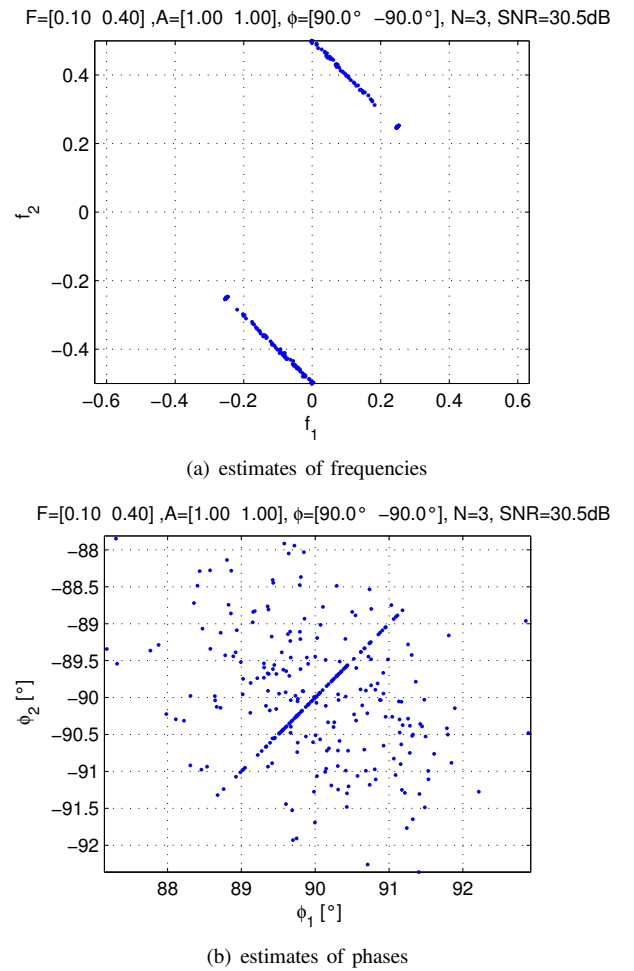 F=[0.10 0.40] ,A=[1.00 1.00], ϕ=[90.0° −90.0°], N=3, SNR=30.5dB
0.4
0.2
0
−0.2
−0.4
f_2
−0.6 −0.4 −0.2 0 0.2 0.4 0.6
f_1
(a) estimates of frequencies
F=[0.10 0.40] ,A=[1.00 1.00], ϕ=[90.0° −90.0°], N=3, SNR=30.5dB
−88
−88.5
−89
−89.5
−90
−90.5
−91
−91.5
−92
ϕ_2 [°]
88 89 90 91 92
ϕ_1 [°]
(b) estimates of phases